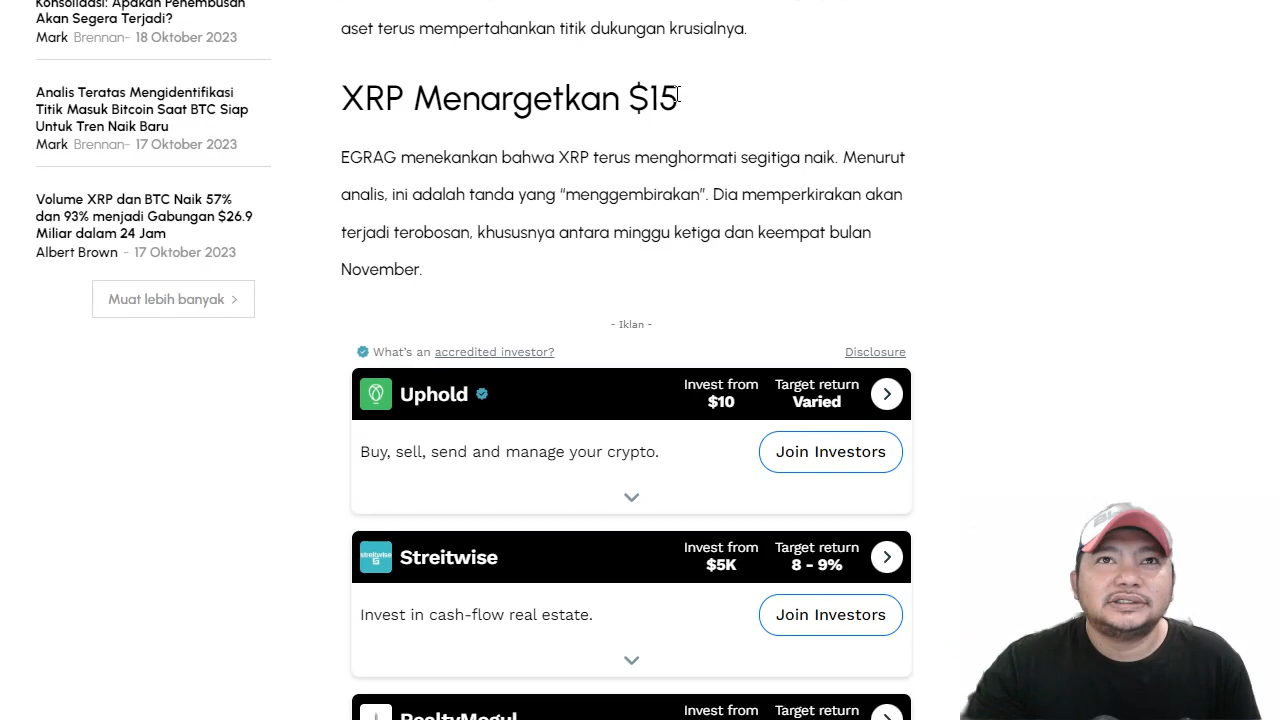 Konsolidasi: Apakah Penembusan
Akan Segera Terjadi?
Mark Brennan- 18 Oktober 2023
Analis Teratas Mengidentifikasi
Titik Masuk Bitcoin Saat BTC Siap
Untuk Tren Naik Baru
Mark Brennan- 17 Oktober 2023
Volume XRP dan BTC Naik 57%
dan 93% menjadi Gabungan $26.9
Miliar dalam 24 Jam
Albert Brown - 17 Oktober 2023
Muat lebih banyak >
aset terus mempertahankan titik dukungan krusialnya.
XRP Menargetkan $15
EGRAG menekankan bahwa XRP terus menghormati segitiga naik. Menurut
analis, ini adalah tanda yang “menggembirakan”. Dia memperkirakan akan
terjadi terobosan, khususnya antara minggu ketiga dan keempat bulan
November.
- Iklan -
What's an accredited investor? Disclosure
Uphold Invest from $10 Target return Varied
Buy, sell, send and manage your crypto. Join Investors
Streitwise Invest from $5K Target return 8 - 9%
Invest in cash-flow real estate. Join Investors
RealtyMogul Invest from Target return